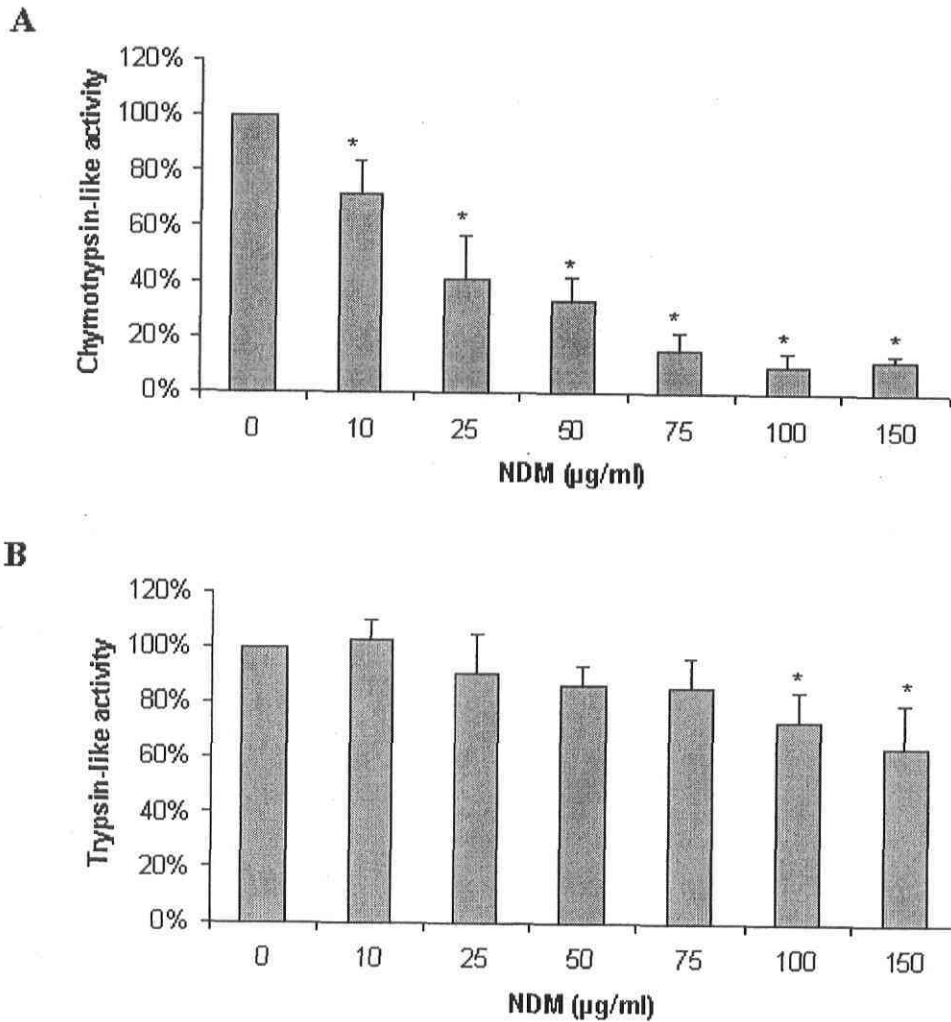 A
120%
100%
80%
60%
40%
20%
0%
Chymotrypsin-like activity
*
*
*
*
*
*
0 10 25 50 75 100 150
NDM (µg/ml)
B
120%
100%
80%
60%
40%
20%
0%
Trypsin-like activity
*
*
0 10 25 50 75 100 150
NDM (µg/ml)